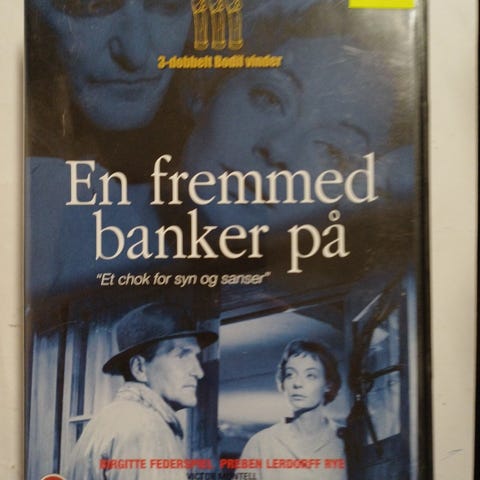 3-dobbelt Bodil vinder
En fremmed
banker på
"Et chok for syn og sanser"
BIRGITTE FEDERSPIEL PREBEN LERDORFF RYE
VICTOR MONTELL